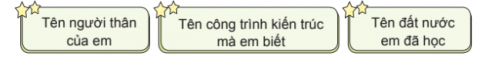 Tên người thân
của em
Tên công trình kiến trúc
mà em biết
Tên đất nước
em đã học